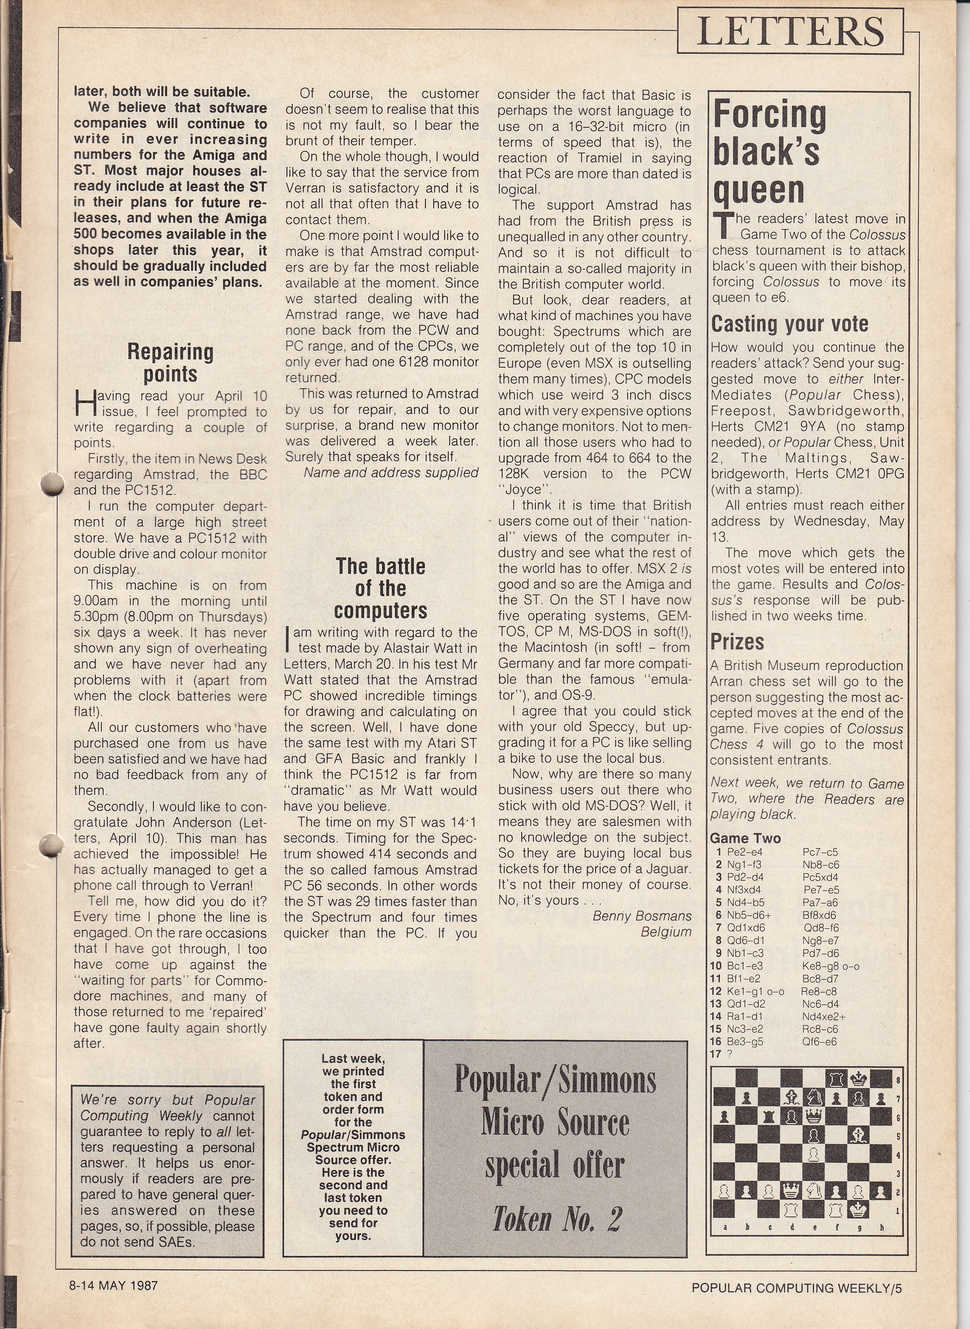 LETTERS
later, both will be suitable.
We believe that software
companies will continue to
write in ever increasing
numbers for the Amiga and
ST. Most major houses al-
ready include at least the ST
in their plans for future re-
leases, and when the Amiga
500 becomes available in the
shops later this year, it
should be gradually included
as well in companies' plans.
Repairing
points
Having read your April 10
issue, I feel prompted to
write regarding a couple of
points.
Firstly, the item in News Desk
regarding Amstrad, the BBC
and the PC1512.
I run the computer depart-
ment of a large high street
store. We have a PC1512 with
double drive and colour monitor
on display.
This machine is on from
9.00am in the morning until
5.30pm (8.00pm on Thursdays)
six days a week. It has never
shown any sign of overheating
and we have never had any
problems with it (apart from
when the clock batteries were
flat!).
All our customers who have
purchased one from us have
been satisfied and we have had
no bad feedback from any of
them.
Secondly, I would like to con-
gratulate John Anderson (Let-
ters, April 10). This man has
achieved the impossible! He
has actually managed to get a
phone call through to Verran!
Tell me, how did you do it?
Every time I phone the line is
engaged. On the rare occasions
that I have got through, I too
have come up against the
"waiting for parts" for Commo-
dore machines, and many of
those returned to me 'repaired'
have gone faulty again shortly
after.
We're sorry but Popular
Computing Weekly cannot
guarantee to reply to all let-
ters requesting a personal
answer. It helps us enor-
mously if readers are pre-
pared to have general quer-
ies answered on these
pages, so, if possible, please
do not send SAEs.
Of course, the customer
doesn't seem to realise that this
is not my fault, so I bear the
brunt of their temper.
On the whole though, I would
like to say that the service from
Verran is satisfactory and it is
not all that often that I have to
contact them.
One more point I would like to
make is that Amstrad comput-
ers are by far the most reliable
available at the moment. Since
we started dealing with the
Amstrad range, we have had
none back from the PCW and
PC range, and of the CPCs, we
only ever had one 6128 monitor
returned.
This was returned to Amstrad
by us for repair, and to our
surprise, a brand new monitor
was delivered a week later.
Surely that speaks for itself.
Name and address supplied
The battle
of the
computers
I am writing with regard to the
test made by Alastair Watt in
Letters, March 20. In his test Mr
Watt stated that the Amstrad
PC showed incredible timings
for drawing and calculating on
the screen. Well, I have done
the same test with my Atari ST
and GFA Basic and frankly I
think the PC1512 is far from
"dramatic" as Mr Watt would
have you believe.
The time on my ST was 14·1
seconds. Timing for the Spec-
trum showed 414 seconds and
the so called famous Amstrad
PC 56 seconds. In other words
the ST was 29 times faster than
the Spectrum and four times
quicker than the PC. If you
consider the fact that Basic is
perhaps the worst language to
use on a 16–32-bit micro (in
terms of speed that is), the
reaction of Tramiel in saying
that PCs are more than dated is
logical.
The support Amstrad has
had from the British press is
unequalled in any other country.
And so it is not difficult to
maintain a so-called majority in
the British computer world.
But look, dear readers, at
what kind of machines you have
bought: Spectrums which are
completely out of the top 10 in
Europe (even MSX is outselling
them many times), CPC models
which use weird 3 inch discs
and with very expensive options
to change monitors. Not to men-
tion all those users who had to
upgrade from 464 to 664 to the
128K version to the PCW
"Joyce".
I think it is time that British
users come out of their "nation-
al" views of the computer in-
dustry and see what the rest of
the world has to offer. MSX 2 is
good and so are the Amiga and
the ST. On the ST I have now
five operating systems, GEM-
TOS, CP M, MS-DOS in soft(!),
the Macintosh (in soft! – from
Germany and far more compati-
ble than the famous "emula-
tor"), and OS-9.
I agree that you could stick
with your old Speccy, but up-
grading it for a PC is like selling
a bike to use the local bus.
Now, why are there so many
business users out there who
stick with old MS-DOS? Well, it
means they are salesmen with
no knowledge on the subject.
So they are buying local bus
tickets for the price of a Jaguar.
It's not their money of course.
No, it's yours . . .
Benny Bosmans
Belgium
Last week,
we printed
the first
token and
order form
for the
Popular/Simmons
Spectrum Micro
Source offer.
Here is the
second and
last token
you need to
send for
yours.
Popular/Simmons
Micro Source
special offer
Token No. 2
Forcing
black's
queen
The readers' latest move in
Game Two of the Colossus
chess tournament is to attack
black's queen with their bishop,
forcing Colossus to move its
queen to e6.
Casting your vote
How would you continue the
readers' attack? Send your sug-
gested move to either Inter-
Mediates (Popular Chess),
Freepost, Sawbridgeworth,
Herts CM21 9YA (no stamp
needed), or Popular Chess, Unit
2, The Maltings, Saw-
bridgeworth, Herts CM21 0PG
(with a stamp).
All entries must reach either
address by Wednesday, May
13.
The move which gets the
most votes will be entered into
the game. Results and Colos-
sus's response will be pub-
lished in two weeks time.
Prizes
A British Museum reproduction
Arran chess set will go to the
person suggesting the most ac-
cepted moves at the end of the
game. Five copies of Colossus
Chess 4 will go to the most
consistent entrants.
Next week, we return to Game
Two, where the Readers are
playing black.
Game Two
1 Pe2–e4 Pc7–c5
2 Ng1–f3 Nb8–c6
3 Pd2–d4 Pc5xd4
4 Nf3xd4 Pe7–e5
5 Nd4–b5 Pa7–a6
6 Nb5–d6+ Bf8xd6
7 Qd1xd6 Qd8–f6
8 Qd6–d1 Ng8–e7
9 Nb1–c3 Pd7–d6
10 Bc1–e3 Ke8–g8 o–o
11 Bf1–e2 Bc8–d7
12 Ke1–g1 o–o Re8–c8
13 Qd1–d2 Nc6–d4
14 Ra1–d1 Nd4xe2+
15 Nc3–e2 Rc8–c6
16 Be3–g5 Qf6–e6
17 ?
8
7
6
5
4
3
2
1
a b c d e f g h
8-14 MAY 1987
POPULAR COMPUTING WEEKLY/5